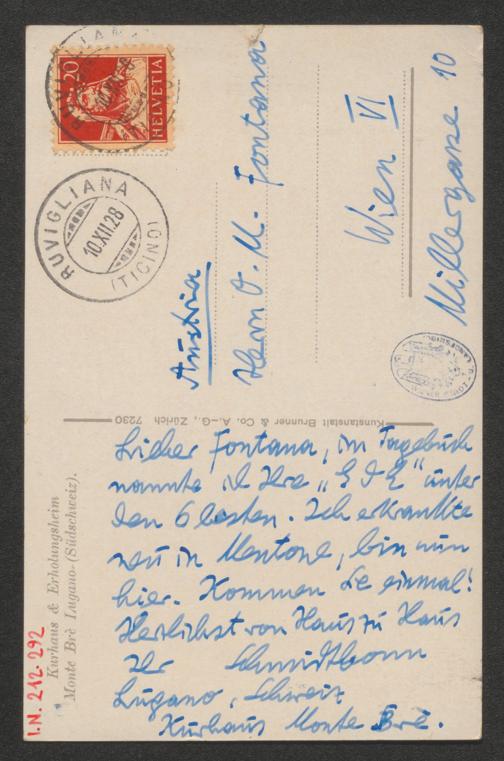 20
HELVETIA
RUVIGLIANA
10.XII.28
(TICINO)
Austria
Herrn O. M. Fontana
Wien VI
Millergasse 10
Kunstanstalt Brunner & Co. A.-G., Zürich 7230
Lieber Fontana, im Tagebuch
nannte ich Ihre
unter
den 6 besten. Ich erkrankte
neu in Mentone, bin nun
hier. Kommen Sie einmal!
Herzlichst von Haus zu Haus
Ihr Schmidtbonn
Lugano, Schweiz
Kurhaus Monte Brè.
Kurhaus & Erholungsheim
Monte Brè Lugano-(Südschweiz).
I.N. 212.292